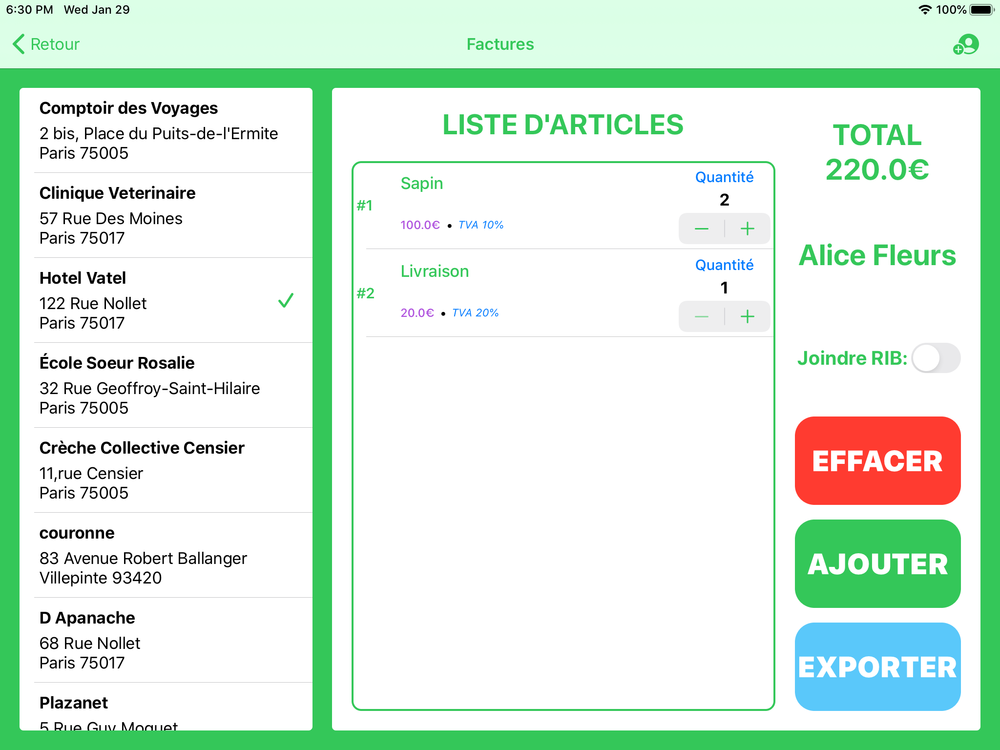 6:30 PM Wed Jan 29
100%
Retour
Factures
Comptoir des Voyages
2 bis, Place du Puits-de-l'Ermite
Paris 75005
Clinique Veterinaire
57 Rue Des Moines
Paris 75017
Hotel Vatel
122 Rue Nollet
Paris 75017
École Soeur Rosalie
32 Rue Geoffroy-Saint-Hilaire
Paris 75005
Crèche Collective Censier
11,rue Censier
Paris 75005
couronne
83 Avenue Robert Ballanger
Villepinte 93420
D Apanache
68 Rue Nollet
Paris 75017
Plazanet
5 Rue Guy Moquet
LISTE D'ARTICLES
#1
Sapin
100.0€ • TVA 10%
Quantité
2
− +
#2
Livraison
20.0€ • TVA 20%
Quantité
1
− +
TOTAL
220.0€
Alice Fleurs
Joindre RIB:
EFFACER
AJOUTER
EXPORTER